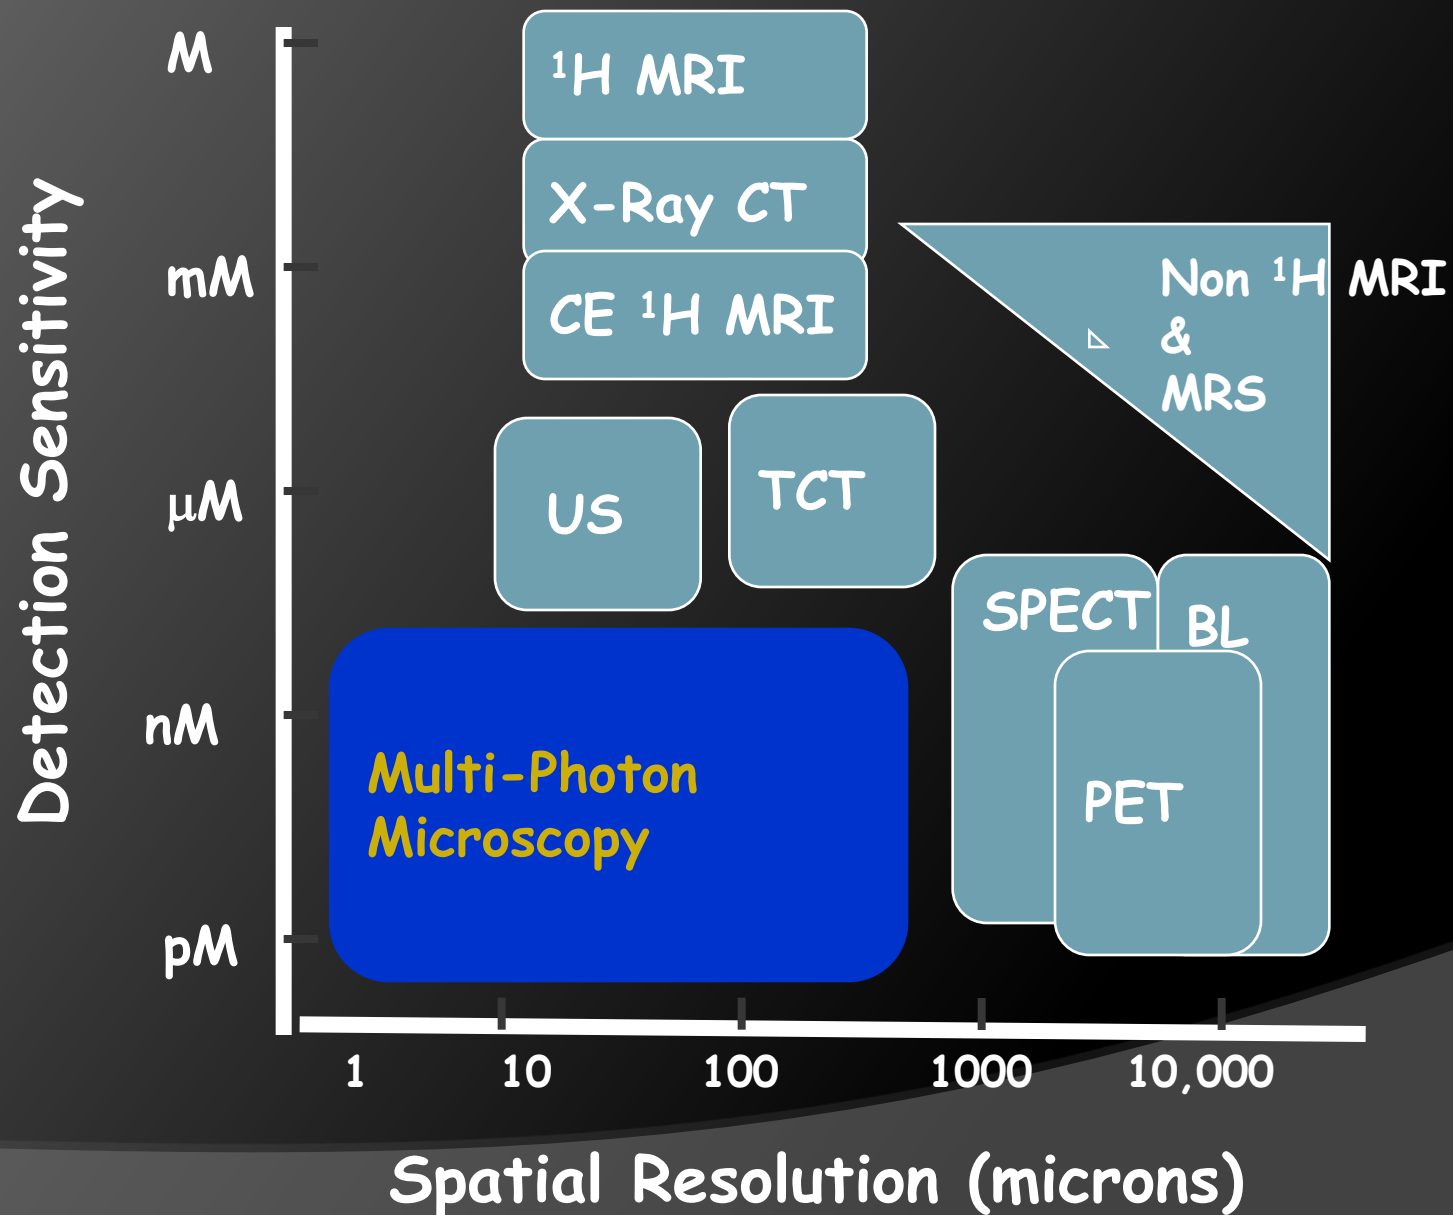 Detection Sensitivity
M
mM
μM
nM
pM
¹H MRI
X-Ray CT
CE ¹H MRI
Non ¹H MRI
&
MRS
US
TCT
SPECT
BL
PET
Multi-Photon
Microscopy
1
10
100
1000
10,000
Spatial Resolution (microns)